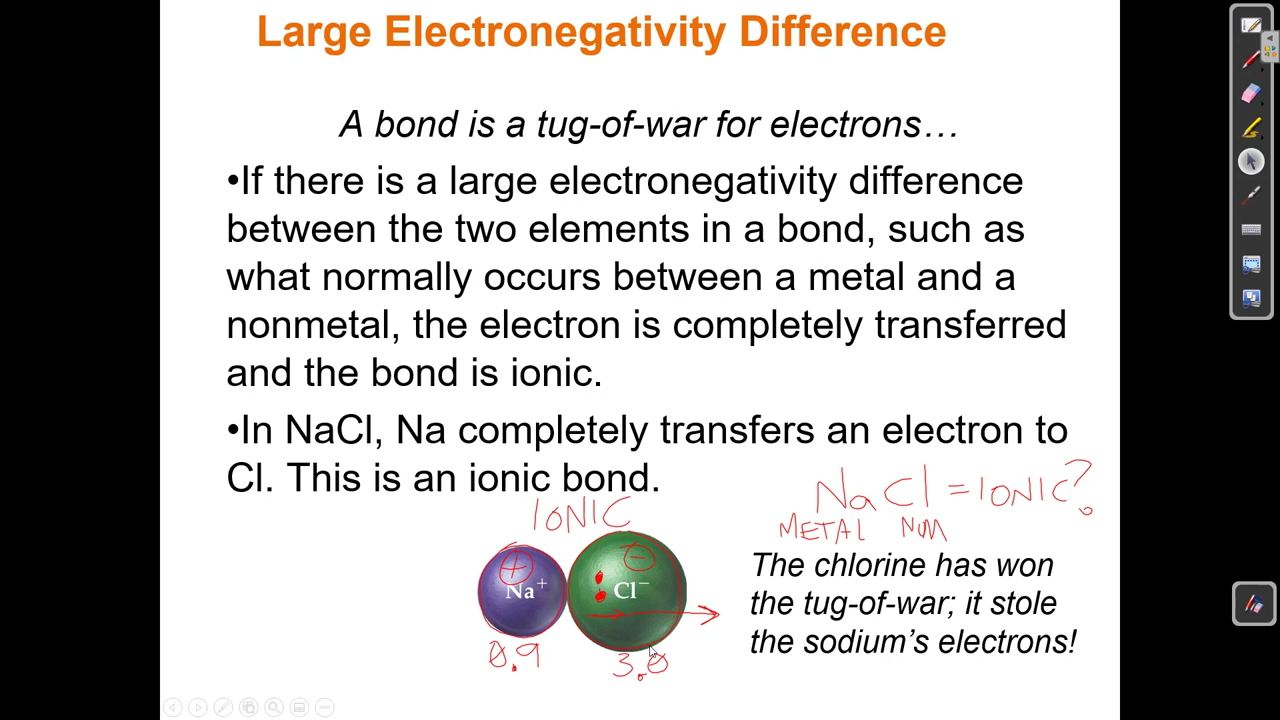 Large Electronegativity Difference
A bond is a tug-of-war for electrons…
•If there is a large electronegativity difference
between the two elements in a bond, such as
what normally occurs between a metal and a
nonmetal, the electron is completely transferred
and the bond is ionic.
•In NaCl, Na completely transfers an electron to
Cl. This is an ionic bond.
NaCl = IONIC?
METAL NM
IONIC
+ −
Na⁺ Cl⁻
0.9 3.0
The chlorine has won
the tug-of-war; it stole
the sodium’s electrons!